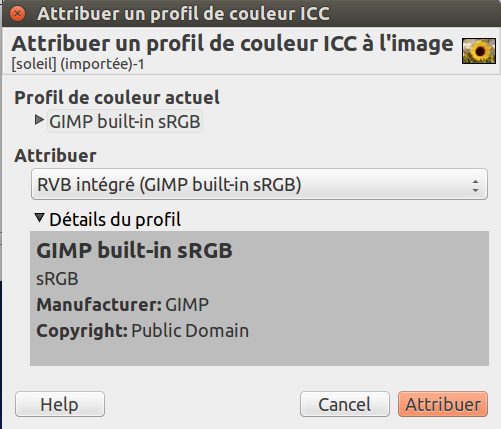 Attribuer un profil de couleur ICC
Attribuer un profil de couleur ICC à l'image
[soleil] (importée)-1
Profil de couleur actuel
GIMP built-in sRGB
Attribuer
RVB intégré (GIMP built-in sRGB)
Détails du profil
GIMP built-in sRGB
sRGB
Manufacturer: GIMP
Copyright: Public Domain
Help Cancel Attribuer